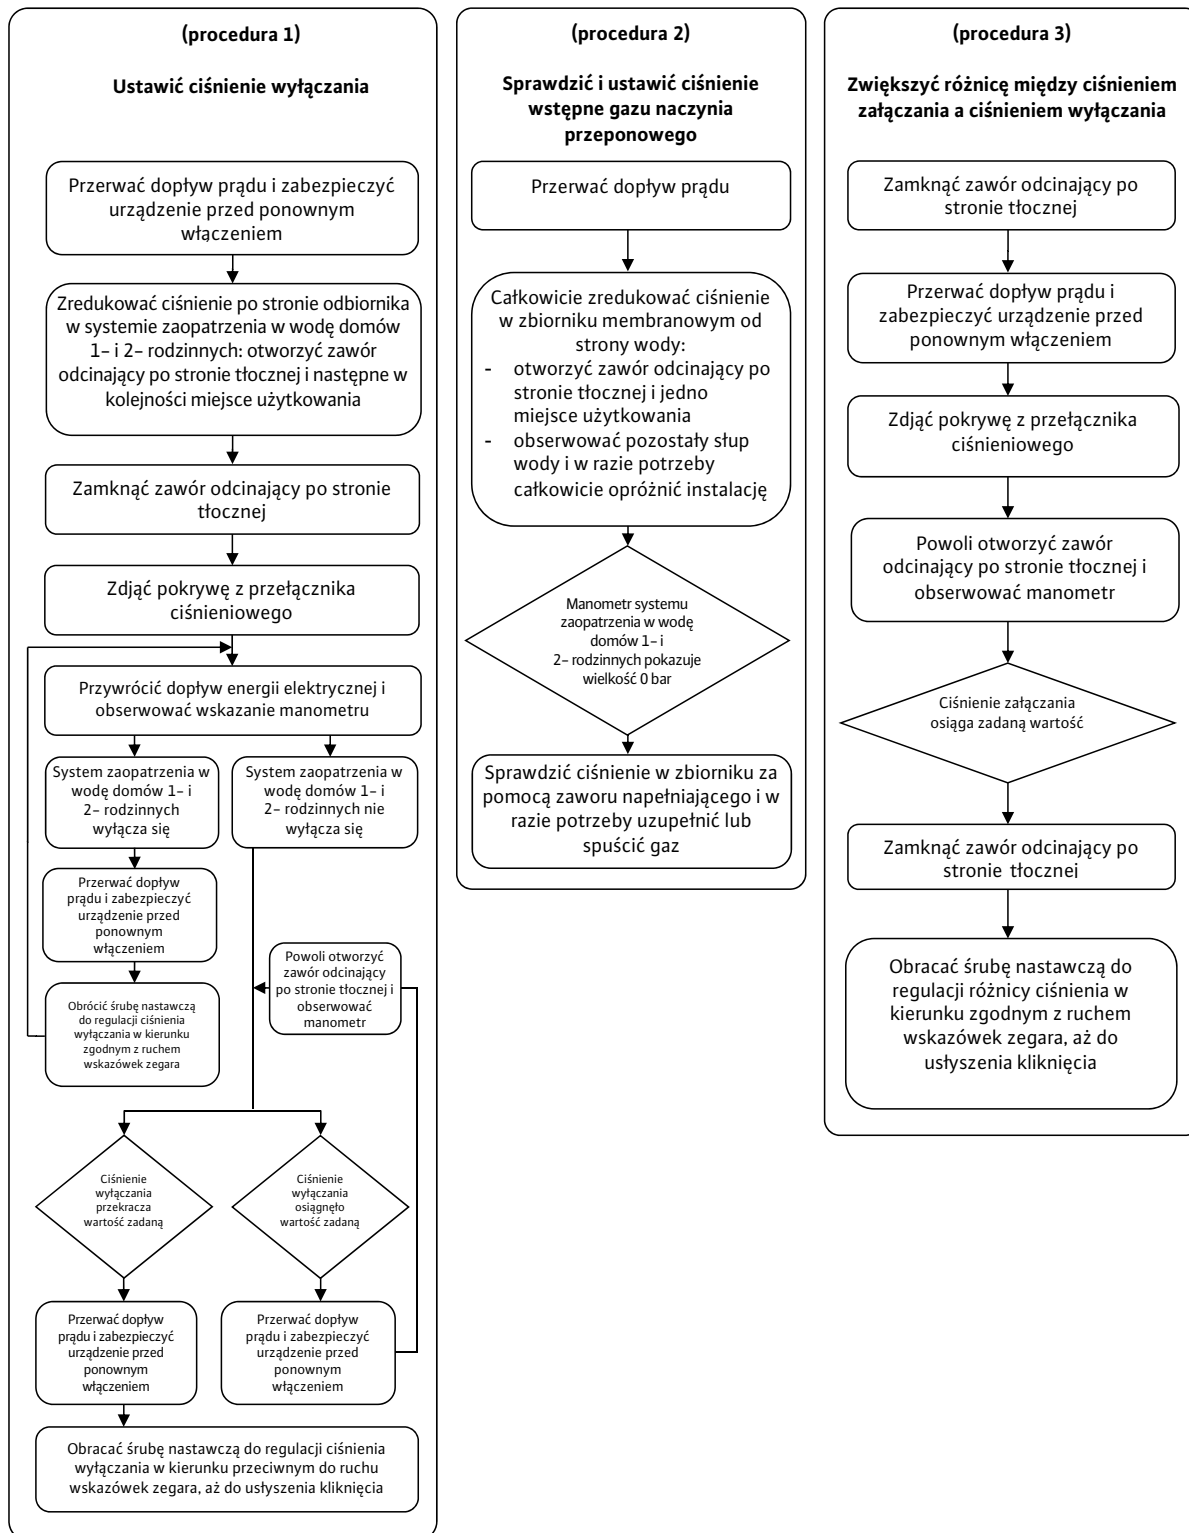 (procedura 1)
Ustawić ciśnienie wyłączania
Przerwać dopływ prądu i zabezpieczyć
urządzenie przed ponownym
włączeniem
Zredukować ciśnienie po stronie odbiornika
w systemie zaopatrzenia w wodę domów
1– i 2– rodzinnych: otworzyć zawór
odcinający po stronie tłocznej i następne w
kolejności miejsce użytkowania
Zamknąć zawór odcinający po stronie
tłocznej
Zdjąć pokrywę z przełącznika
ciśnieniowego
Przywrócić dopływ energii elektrycznej i
obserwować wskazanie manometru
System zaopatrzenia w
wodę domów 1– i
2– rodzinnych
wyłącza się
System zaopatrzenia w
wodę domów 1– i
2– rodzinnych nie
wyłącza się
Przerwać dopływ
prądu i zabezpieczyć
urządzenie przed
ponownym
włączeniem
Obrócić śrubę nastawczą
do regulacji ciśnienia
wyłączania w kierunku
zgodnym z ruchem
wskazówek zegara
Powoli otworzyć
zawór odcinający
po stronie tłocznej i
obserwować
manometr
Ciśnienie
wyłączania
przekracza
wartość zadaną
Ciśnienie
wyłączania
osiągnęło
wartość zadaną
Przerwać dopływ
prądu i zabezpieczyć
urządzenie przed
ponownym
włączeniem
Przerwać dopływ
prądu i zabezpieczyć
urządzenie przed
ponownym
włączeniem
Obracać śrubę nastawczą do regulacji ciśnienia
wyłączania w kierunku przeciwnym do ruchu
wskazówek zegara, aż do usłyszenia kliknięcia
(procedura 2)
Sprawdzić i ustawić ciśnienie
wstępne gazu naczynia
przeponowego
Przerwać dopływ prądu
Całkowicie zredukować ciśnienie
w zbiorniku membranowym od
strony wody:
- otworzyć zawór odcinający po
stronie tłocznej i jedno
miejsce użytkowania
- obserwować pozostały słup
wody i w razie potrzeby
całkowicie opróżnić instalację
Manometr systemu
zaopatrzenia w wodę
domów 1– i
2– rodzinnych pokazuje
wielkość 0 bar
Sprawdzić ciśnienie w zbiorniku za
pomocą zaworu napełniającego i w
razie potrzeby uzupełnić lub
spuścić gaz
(procedura 3)
Zwiększyć różnicę między ciśnieniem
załączania a ciśnieniem wyłączania
Zamknąć zawór odcinający po
stronie tłocznej
Przerwać dopływ prądu i
zabezpieczyć urządzenie przed
ponownym włączeniem
Zdjąć pokrywę z przełącznika
ciśnieniowego
Powoli otworzyć zawór
odcinający po stronie tłocznej i
obserwować manometr
Ciśnienie załączania
osiąga zadaną wartość
Zamknąć zawór odcinający po
stronie tłocznej
Obracać śrubę nastawczą do
regulacji różnicy ciśnienia w
kierunku zgodnym z ruchem
wskazówek zegara, aż do
usłyszenia kliknięcia